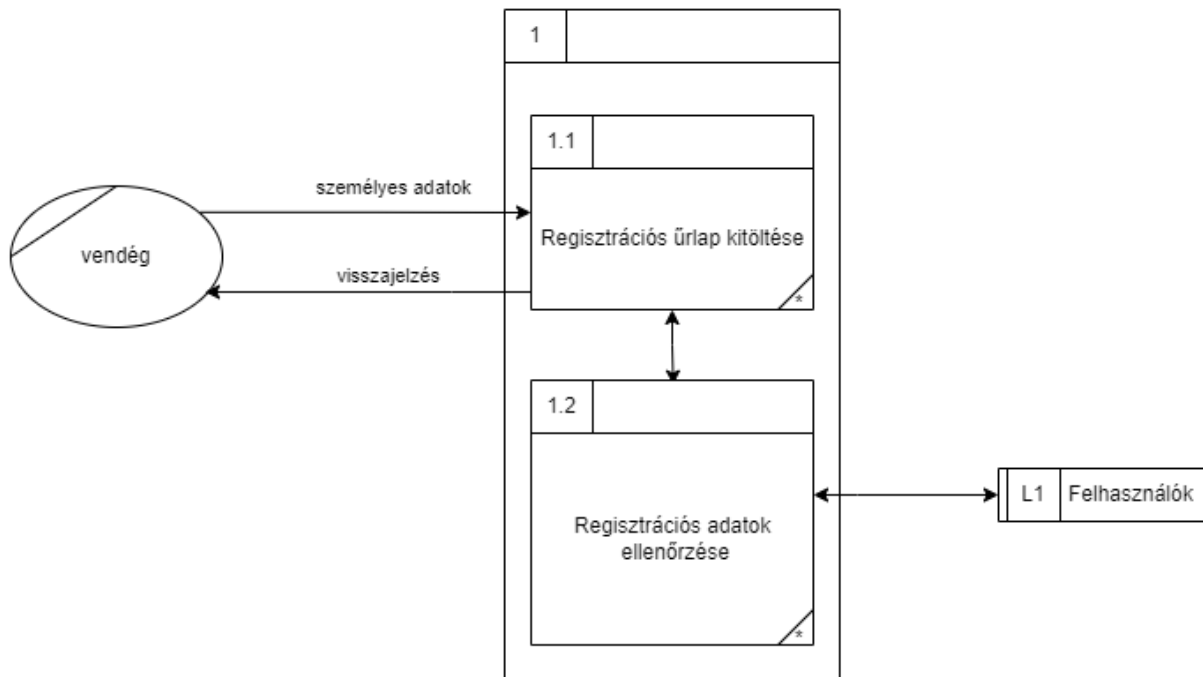 1
1.1
személyes adatok
Regisztrációs űrlap kitöltése
vendég
visszajelzés
*
1.2
L1 Felhasználók
Regisztrációs adatok
ellenőrzése
*